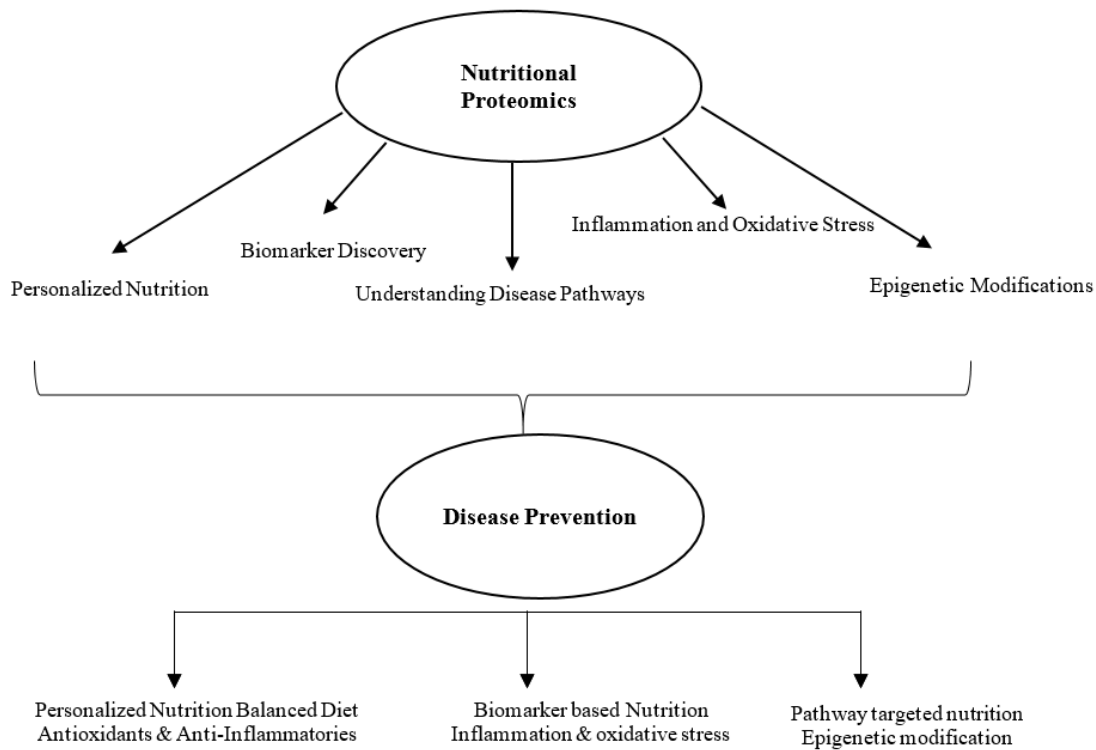 Nutritional
Proteomics
Inflammation and Oxidative Stress
Biomarker Discovery
Personalized Nutrition
Understanding Disease Pathways
Epigenetic Modifications
Disease Prevention
Personalized Nutrition Balanced Diet
Antioxidants & Anti-Inflammatories
Biomarker based Nutrition
Inflammation & oxidative stress
Pathway targeted nutrition
Epigenetic modification